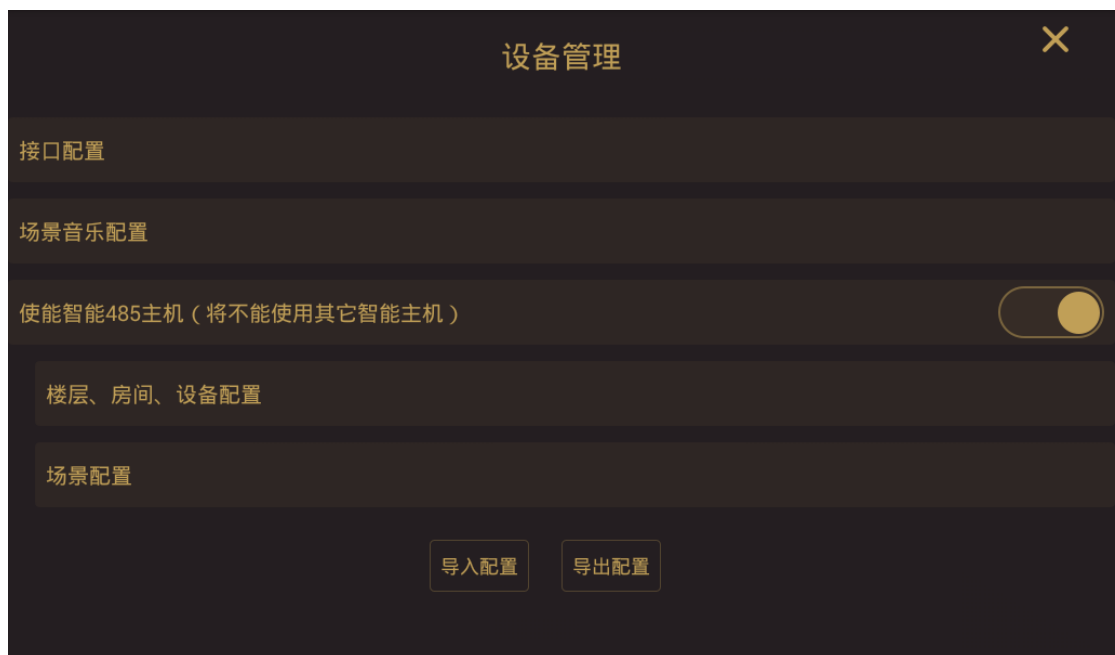 设备管理
接口配置
场景音乐配置
使能智能485主机（将不能使用其它智能主机）
楼层、房间、设备配置
场景配置
导入配置 导出配置